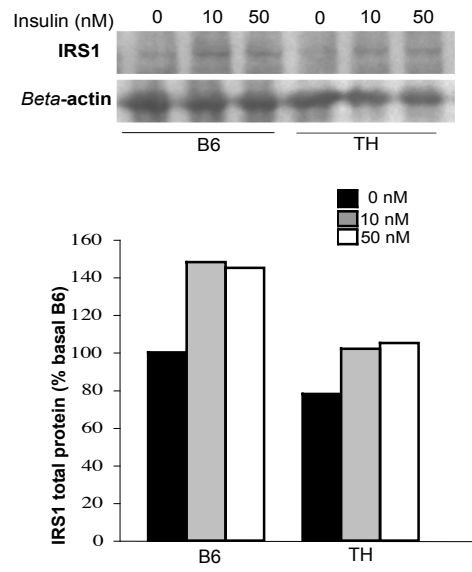 Insulin (nM) 0 10 50 0 10 50
IRS1
Beta-actin
B6 TH
0 nM
10 nM
50 nM
IRS1 total protein (% basal B6)
160
140
120
100
80
60
40
20
0
B6 TH